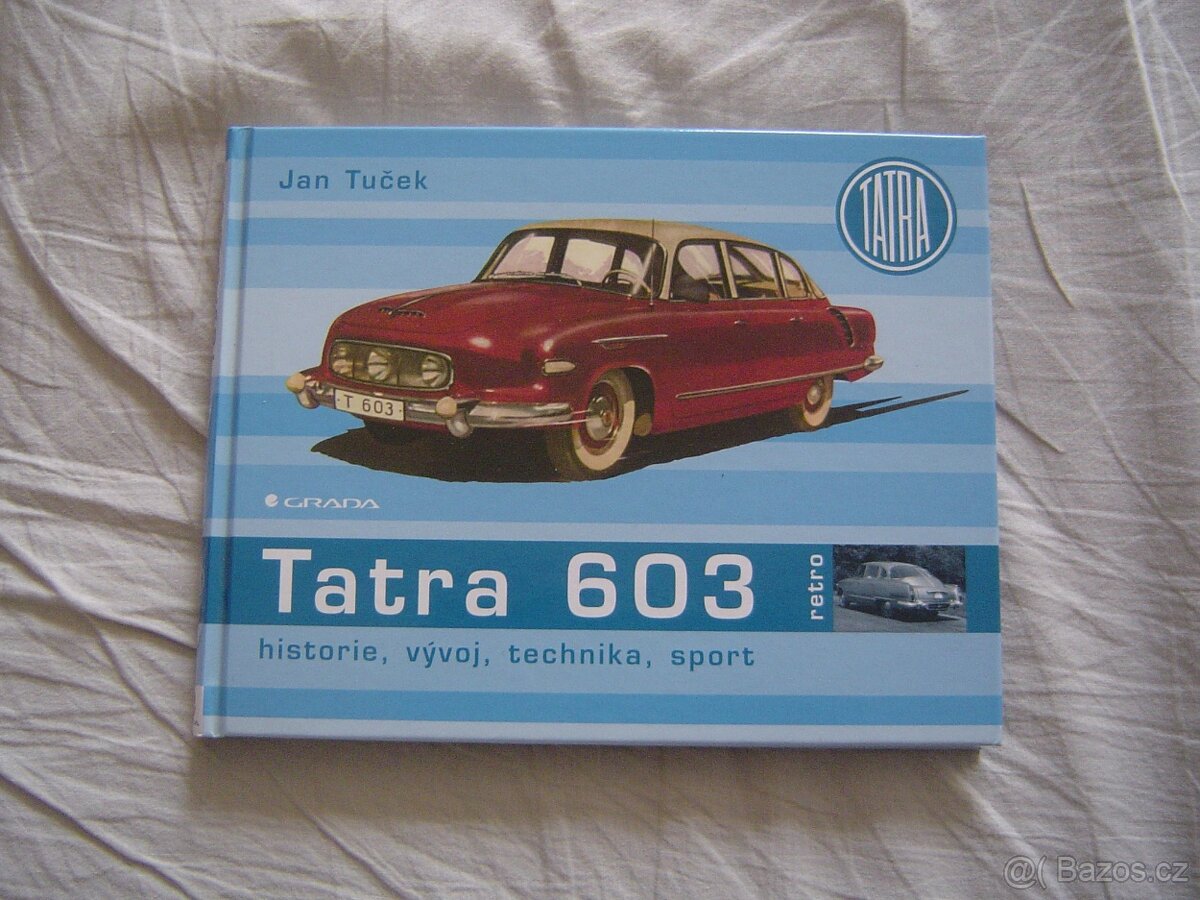 Jan Tuček
TATRA
T 603
GRADA
Tatra 603
retro
historie, vývoj, technika, sport
@( Bazos.cz